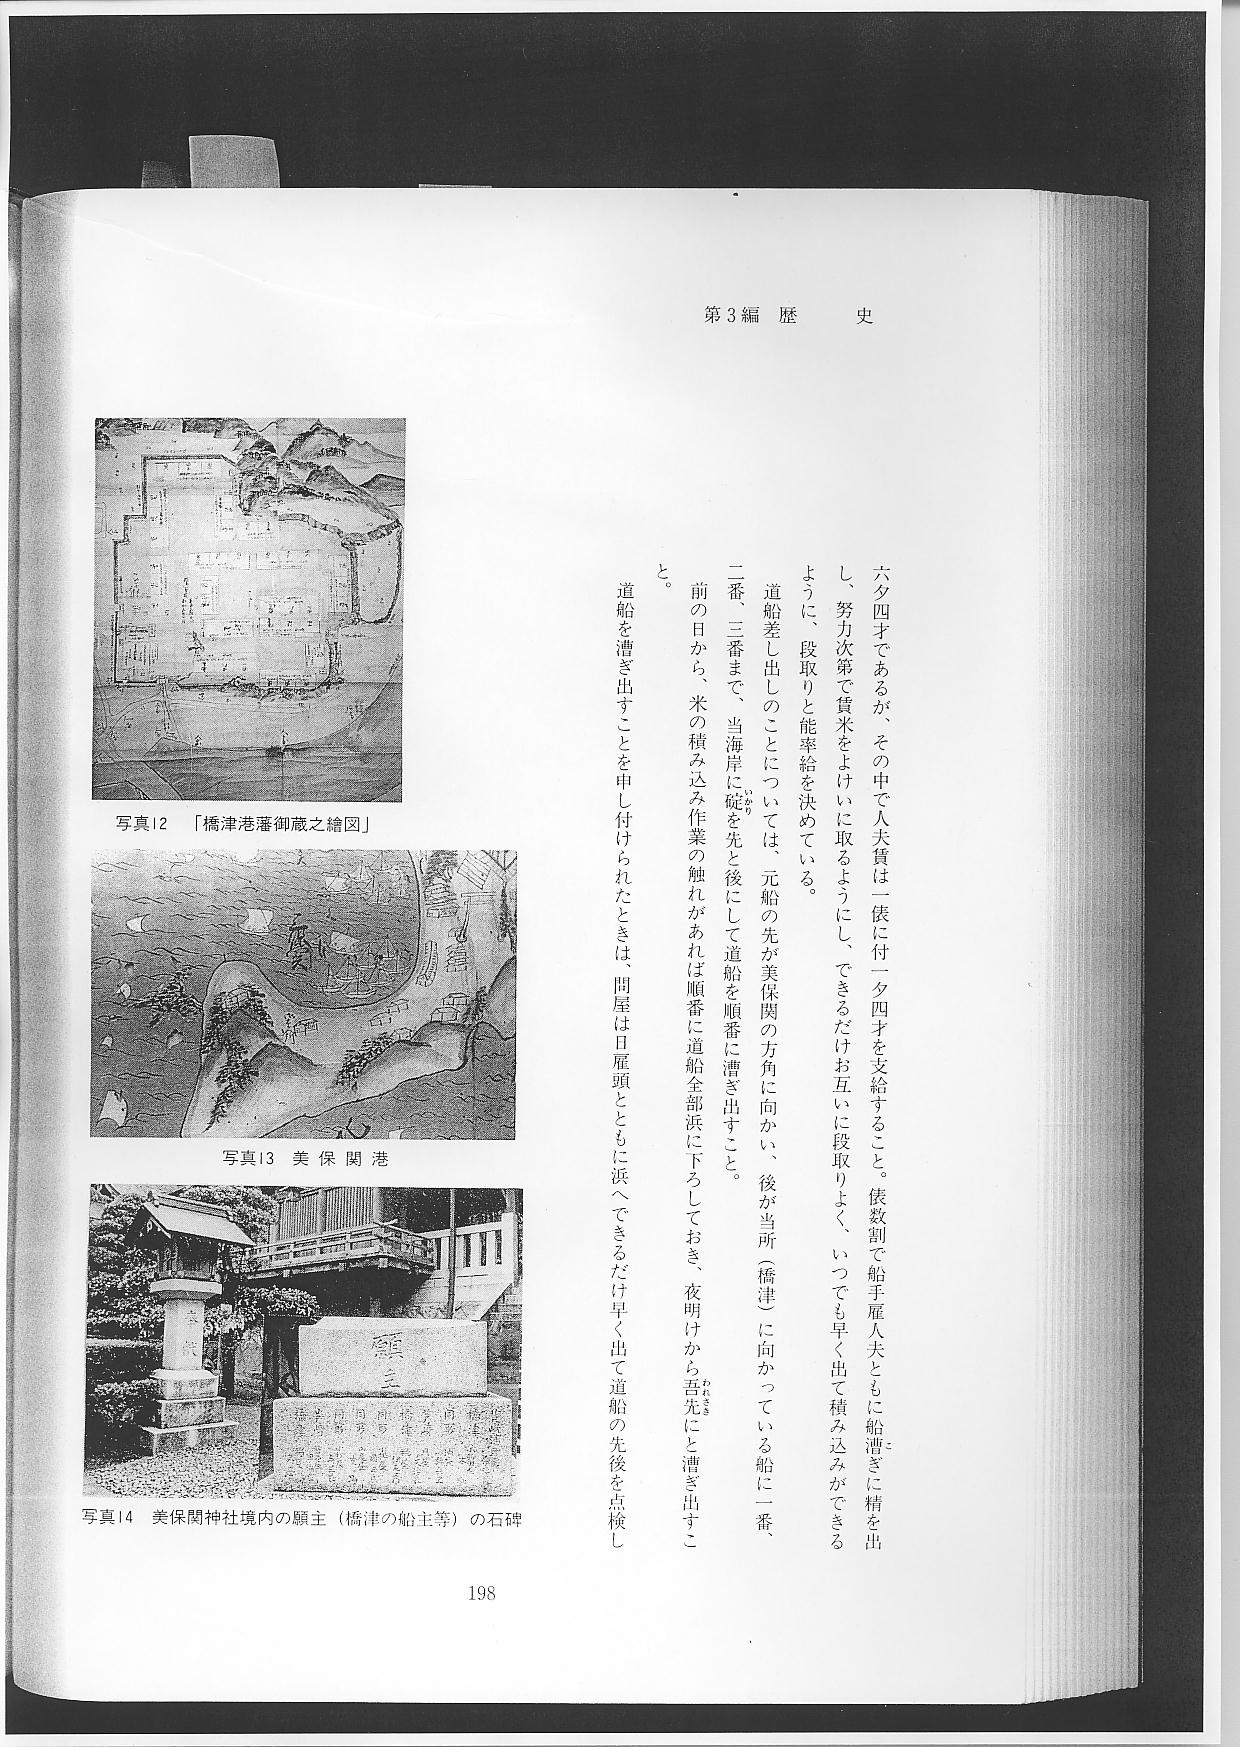 第3編 歴 史
六夕四才であるが、その中で人夫賃は一俵に付一夕四才を支給すること。俵数割で船手雇人夫ともに船漕ぎに精を出
し、努力次第で賃米をよけいに取るようにし、できるだけお互いに段取りよく、いつでも早く出て積み込みができる
ように、段取りと能率給を決めている。
道船差し出しのことについては、元船の先が美保関の方角に向かい、後が当所（橋津）に向かっている船に一番、
二番、三番まで、当海岸に碇を先と後にして道船を順番に漕ぎ出すこと。
前の日から、米の積み込み作業の触れがあれば順番に道船全部浜に下ろしておき、夜明けから吾先にと漕ぎ出すこ
と。
道船を漕ぎ出すことを申し付けられたときは、問屋は日雇頭とともに浜へできるだけ早く出て道船の先後を点検し
写真12 「橋津港藩御蔵之繪図」
写真13 美保関港
願主
写真14 美保関神社境内の願主（橋津の船主等）の石碑
198